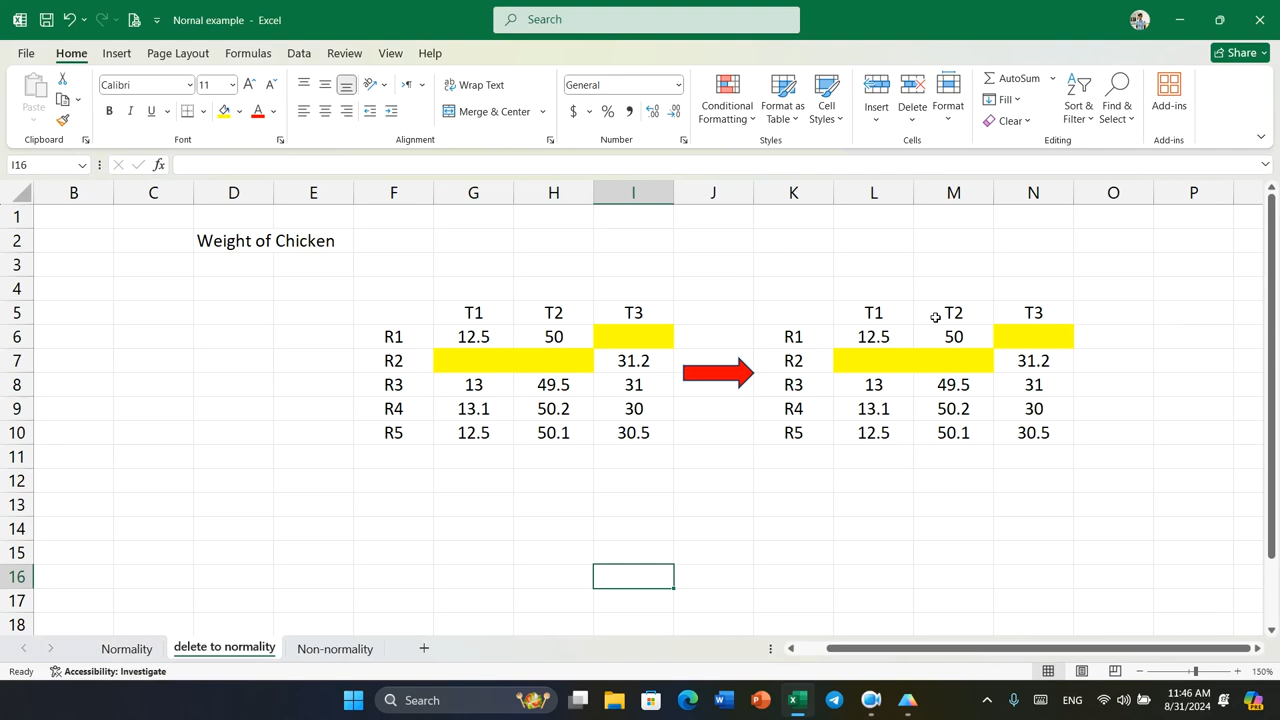 Nornal example - Excel
Search
Share
File Home Insert Page Layout Formulas Data Review View Help
Paste
Calibri 11
B I U
Wrap Text
Merge & Center
General
$ % 
Conditional Formatting
Format as Table
Cell Styles
Insert
Delete
Format
AutoSum
Fill
Clear
Sort & Filter
Find & Select
Add-ins
Clipboard Font Alignment Number Styles Cells Editing Add-ins
I16 fx
B C D E F G H I J K L M N O P
1
2 Weight of Chicken
3
4
5 T1 T2 T3 T1 T2 T3
6 R1 12.5 50 R1 12.5 50
7 R2 31.2 R2 31.2
8 R3 13 49.5 31 R3 13 49.5 31
9 R4 13.1 50.2 30 R4 13.1 50.2 30
10 R5 12.5 50.1 30.5 R5 12.5 50.1 30.5
11
12
13
14
15
16
17
18
Normality delete to normality Non-normality
Ready Accessibility: Investigate 150%
Search ENG 11:46 AM
8/31/2024